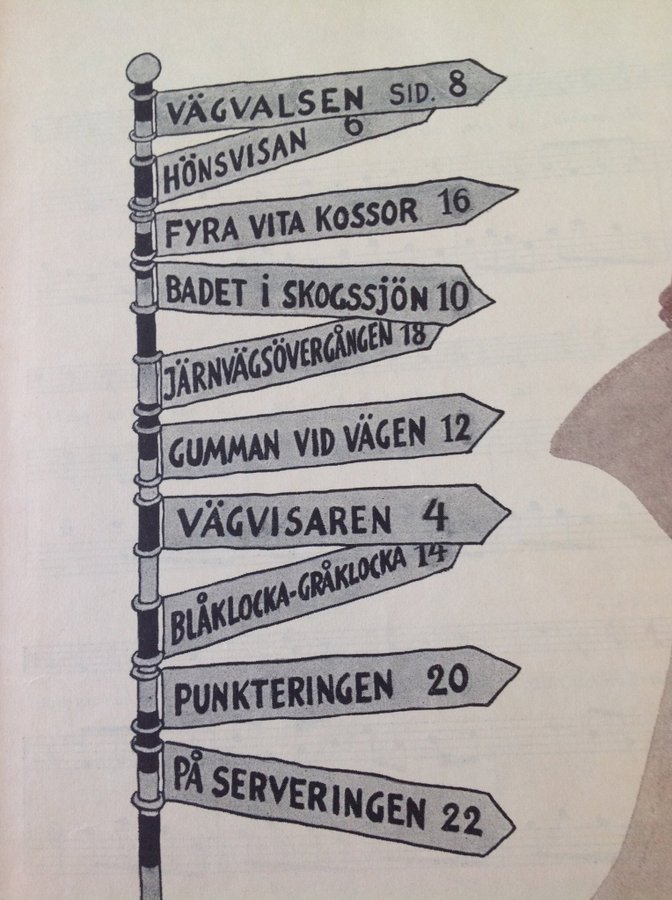 VÄGVALSEN SID. 8
HÖNSVISAN 6
FYRA VITA KOSSOR 16
BADET i SKOGSSJÖN 10
JÄRNVÄGSÖVERGÅNGEN 18
GUMMAN VID VÄGEN 12
VÄGVISAREN 4
BLÅKLOCKA-GRÅKLOCKA 14
PUNKTERINGEN 20
PÅ SERVERINGEN 22